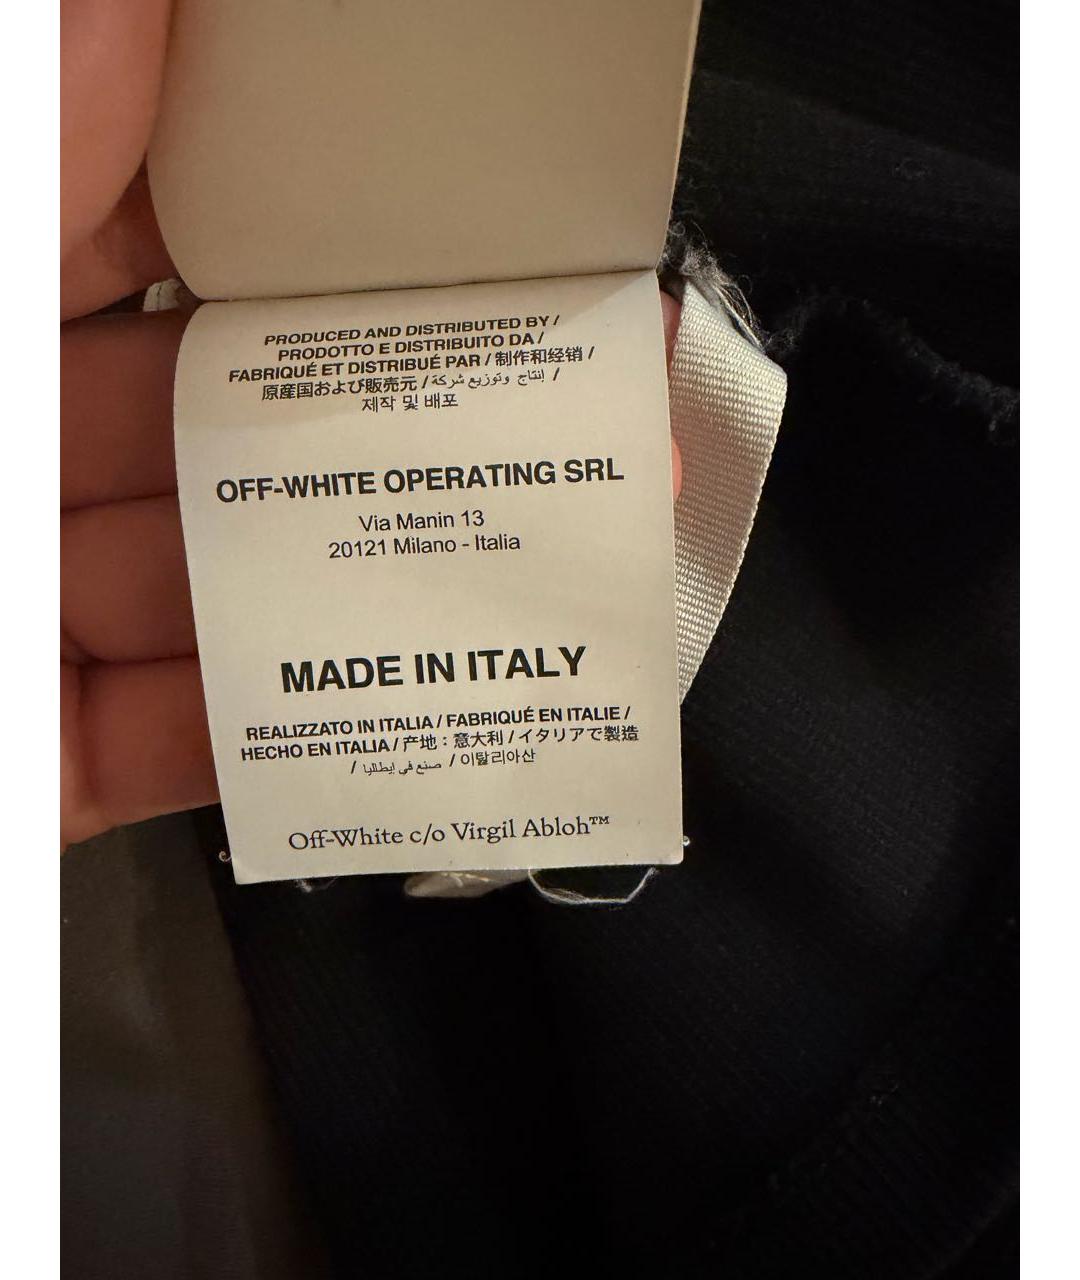 PRODUCED AND DISTRIBUTED BY /
PRODOTTO E DISTRIBUITO DA /
FABRIQUÉ ET DISTRIBUÉ PAR / 制作和经销 /
原産国および販売元 / إنتاج وتوزيع شركة /
제작 및 배포
OFF-WHITE OPERATING SRL
Via Manin 13
20121 Milano - Italia
MADE IN ITALY
REALIZZATO IN ITALIA / FABRIQUÉ EN ITALIE /
HECHO EN ITALIA / 产地：意大利 / イタリアで製造
/ صنع في إيطاليا / 이탈리아산
Off-White c/o Virgil Abloh™